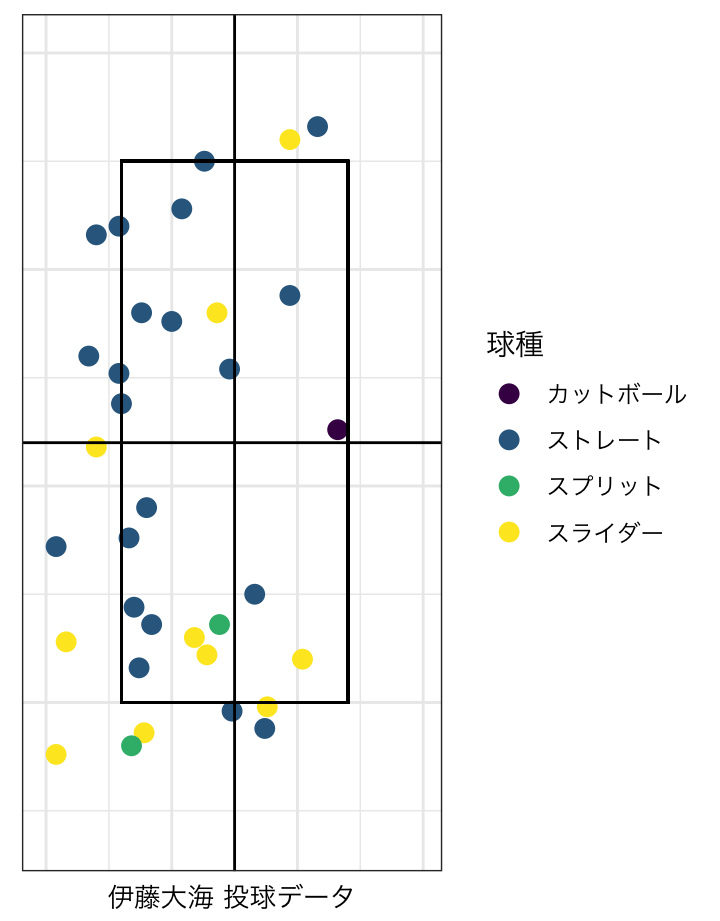 球種
カットボール
ストレート
スプリット
スライダー
伊藤大海 投球データ